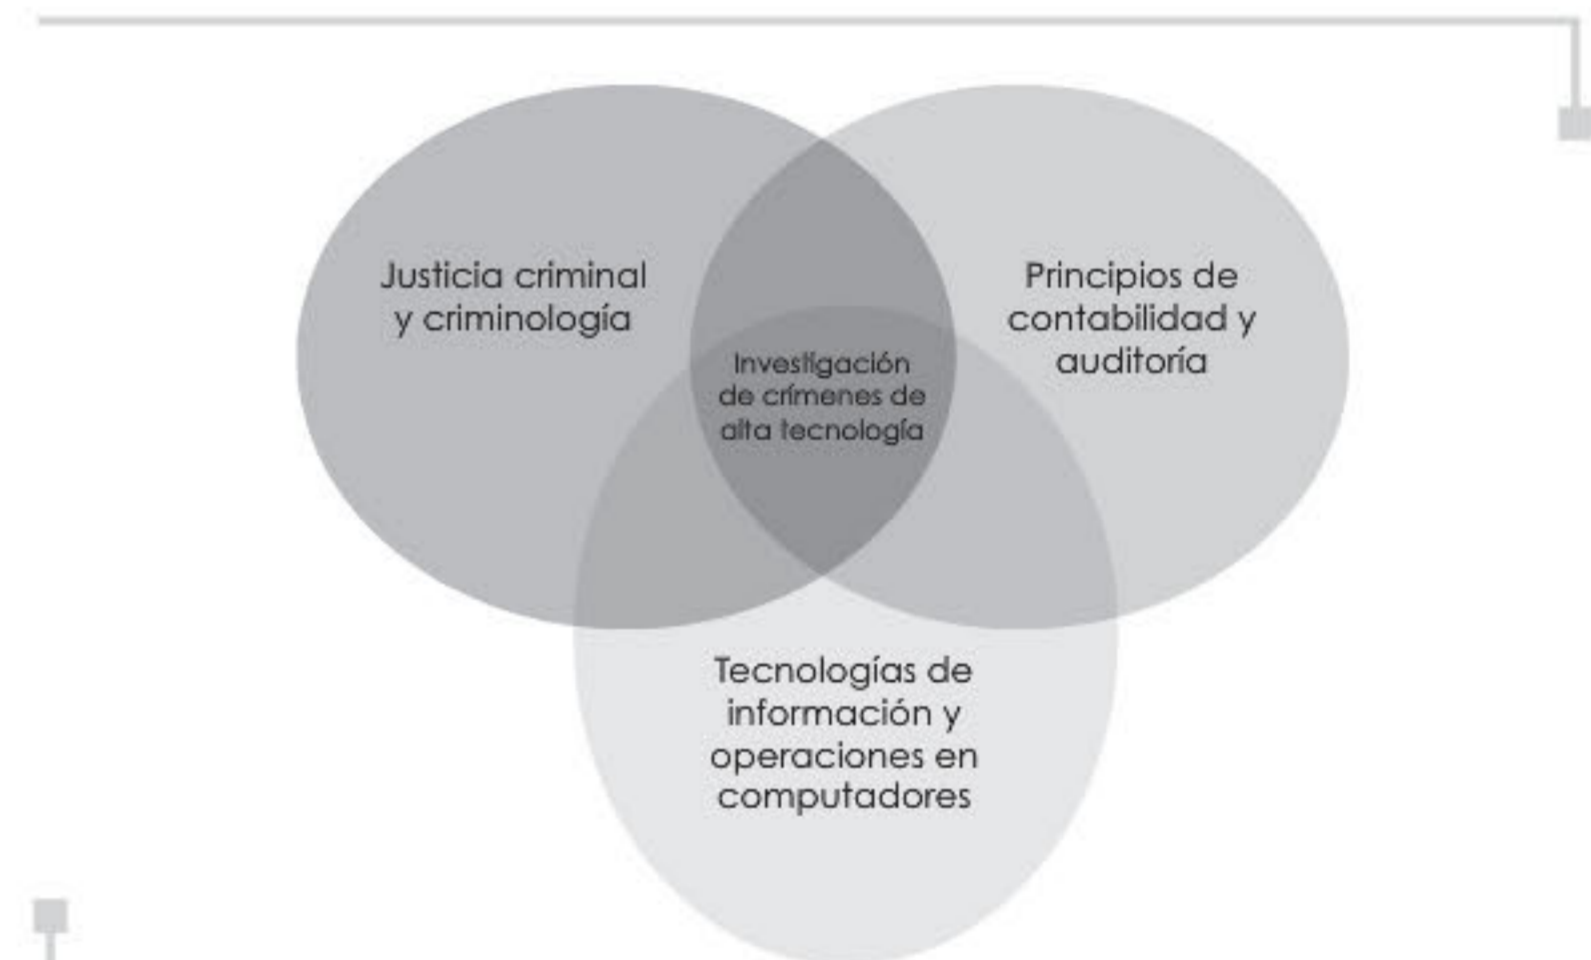 Justicia criminal
y criminología
Principios de
contabilidad y
auditoría
Investigación
de crímenes de
alta tecnología
Tecnologías de
información y
operaciones en
computadores